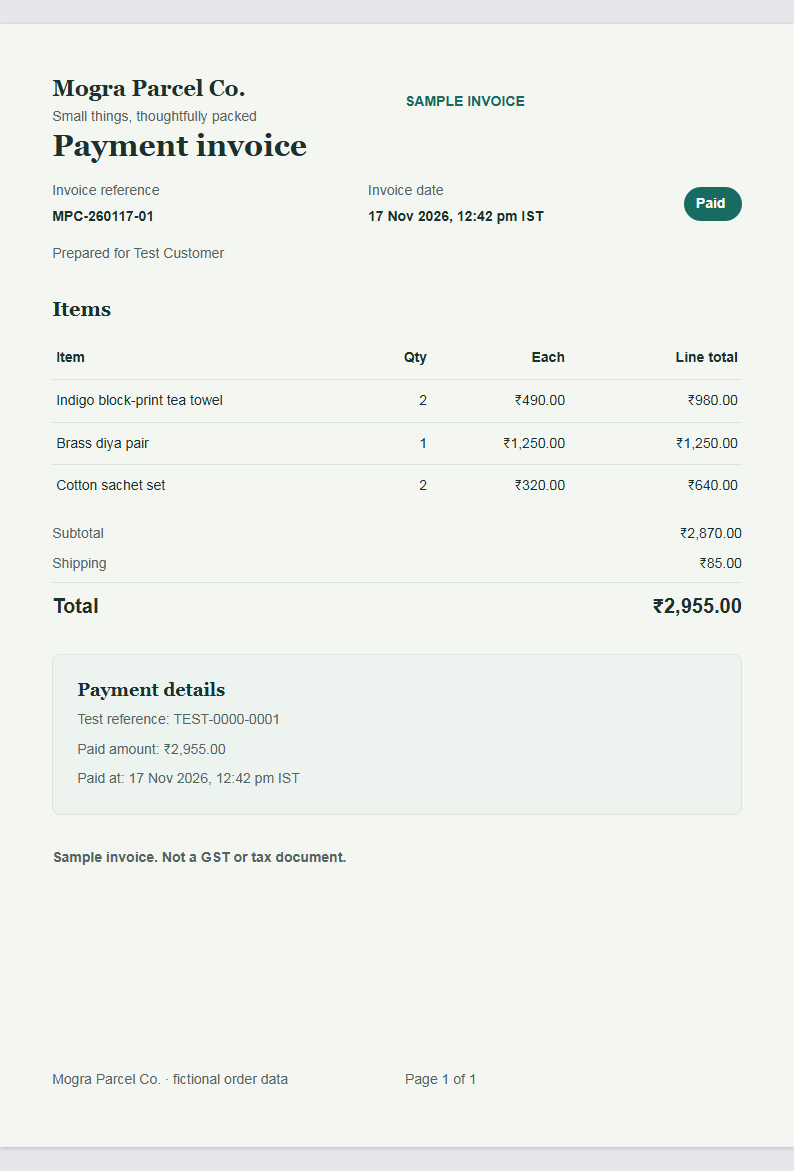 Mogra Parcel Co.
SAMPLE INVOICE
Small things, thoughtfully packed
Payment invoice
Invoice reference Invoice date
MPC-260117-01 17 Nov 2026, 12:42 pm IST Paid
Prepared for Test Customer
Items
Item Qty Each Line total
Indigo block-print tea towel 2 ₹490.00 ₹980.00
Brass diya pair 1 ₹1,250.00 ₹1,250.00
Cotton sachet set 2 ₹320.00 ₹640.00
Subtotal ₹2,870.00
Shipping ₹85.00
Total ₹2,955.00
Payment details
Test reference: TEST-0000-0001
Paid amount: ₹2,955.00
Paid at: 17 Nov 2026, 12:42 pm IST
Sample invoice. Not a GST or tax document.
Mogra Parcel Co. · fictional order data Page 1 of 1